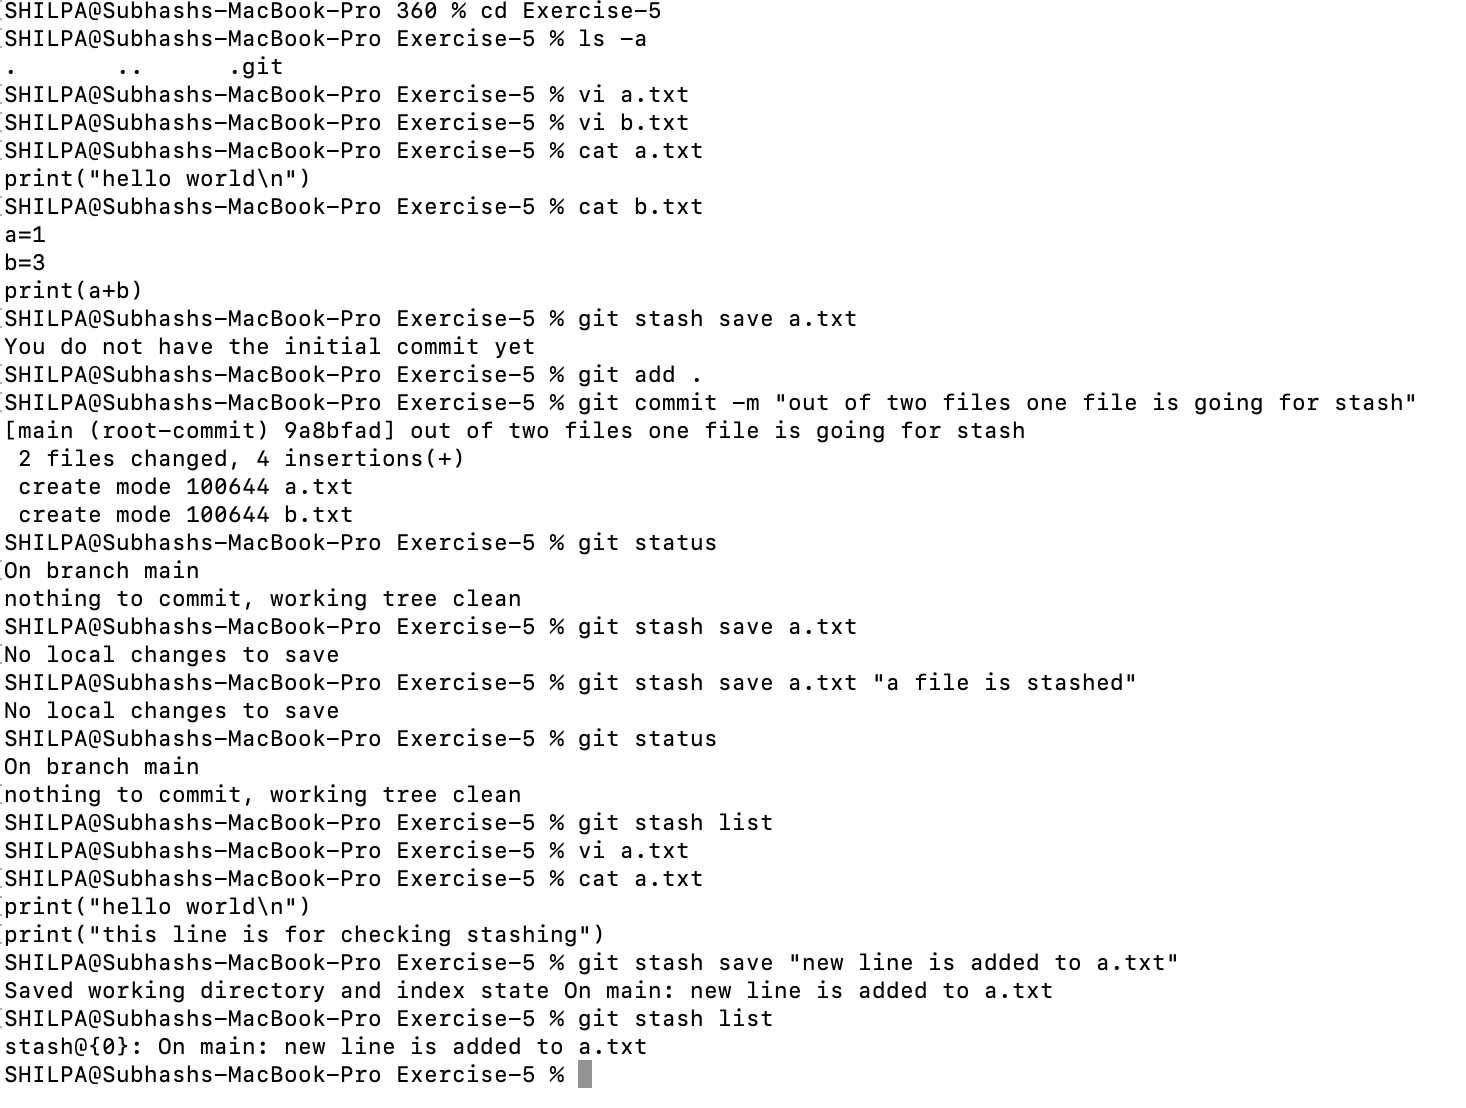 SHILPA@Subhashs-MacBook-Pro 360 % cd Exercise-5
SHILPA@Subhashs-MacBook-Pro Exercise-5 % ls -a
.       ..      .git
SHILPA@Subhashs-MacBook-Pro Exercise-5 % vi a.txt
SHILPA@Subhashs-MacBook-Pro Exercise-5 % vi b.txt
SHILPA@Subhashs-MacBook-Pro Exercise-5 % cat a.txt
print("hello world\n")
SHILPA@Subhashs-MacBook-Pro Exercise-5 % cat b.txt
a=1
b=3
print(a+b)
SHILPA@Subhashs-MacBook-Pro Exercise-5 % git stash save a.txt
You do not have the initial commit yet
SHILPA@Subhashs-MacBook-Pro Exercise-5 % git add .
SHILPA@Subhashs-MacBook-Pro Exercise-5 % git commit -m "out of two files one file is going for stash"
[main (root-commit) 9a8bfad] out of two files one file is going for stash
 2 files changed, 4 insertions(+)
 create mode 100644 a.txt
 create mode 100644 b.txt
SHILPA@Subhashs-MacBook-Pro Exercise-5 % git status
On branch main
nothing to commit, working tree clean
SHILPA@Subhashs-MacBook-Pro Exercise-5 % git stash save a.txt
No local changes to save
SHILPA@Subhashs-MacBook-Pro Exercise-5 % git stash save a.txt "a file is stashed"
No local changes to save
SHILPA@Subhashs-MacBook-Pro Exercise-5 % git status
On branch main
nothing to commit, working tree clean
SHILPA@Subhashs-MacBook-Pro Exercise-5 % git stash list
SHILPA@Subhashs-MacBook-Pro Exercise-5 % vi a.txt
SHILPA@Subhashs-MacBook-Pro Exercise-5 % cat a.txt
print("hello world\n")
print("this line is for checking stashing")
SHILPA@Subhashs-MacBook-Pro Exercise-5 % git stash save "new line is added to a.txt"
Saved working directory and index state On main: new line is added to a.txt
SHILPA@Subhashs-MacBook-Pro Exercise-5 % git stash list
stash@{0}: On main: new line is added to a.txt
SHILPA@Subhashs-MacBook-Pro Exercise-5 %